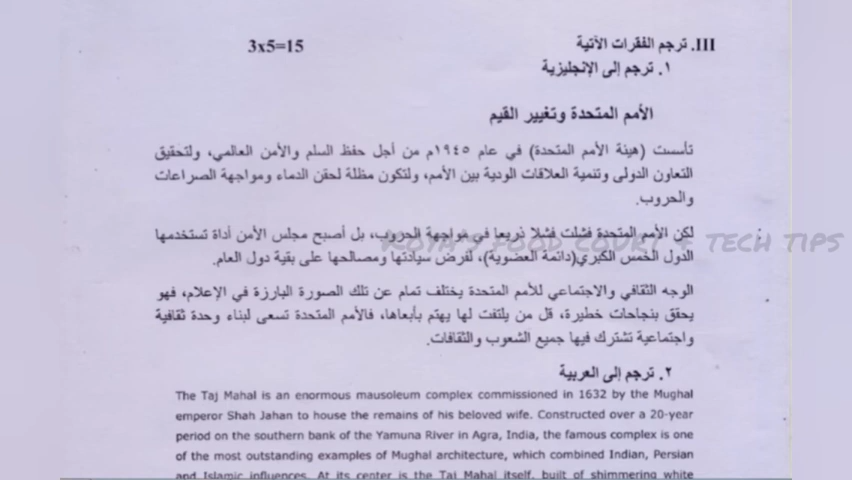 III. ترجم الفقرات الآتية 3x5=15
١. ترجم إلى الإنجليزية
الأمم المتحدة وتغيير القيم
تأسست (هيئة الأمم المتحدة) في عام ١٩٤٥م من أجل حفظ السلم والأمن العالمي، ولتحقيق
التعاون الدولى وتنمية العلاقات الودية بين الأمم، ولتكون مظلة لحقن الدماء ومواجهة الصراعات
والحروب.
لكن الأمم المتحدة فشلت فشلا ذريعا في مواجهة الحروب، بل أصبح مجلس الأمن أداة تستخدمها
الدول الخمس الكبري(دائمة العضوية)، لفرض سيادتها ومصالحها على بقية دول العام.
KOYA'S FOOD COURT + TECH TIPS
الوجه الثقافي والاجتماعي للأمم المتحدة يختلف تمام عن تلك الصورة البارزة في الإعلام، فهو
يحقق بنجاحات خطيرة، قل من يلتفت لها يهتم بأبعاها، فالأمم المتحدة تسعى لبناء وحدة ثقافية
واجتماعية تشترك فيها جميع الشعوب والثقافات.
٢. ترجم إلى العربية
The Taj Mahal is an enormous mausoleum complex commissioned in 1632 by the Mughal
emperor Shah Jahan to house the remains of his beloved wife. Constructed over a 20-year
period on the southern bank of the Yamuna River in Agra, India, the famous complex is one
of the most outstanding examples of Mughal architecture, which combined Indian, Persian
and Islamic influences. At its center is the Taj Mahal itself, built of shimmering white